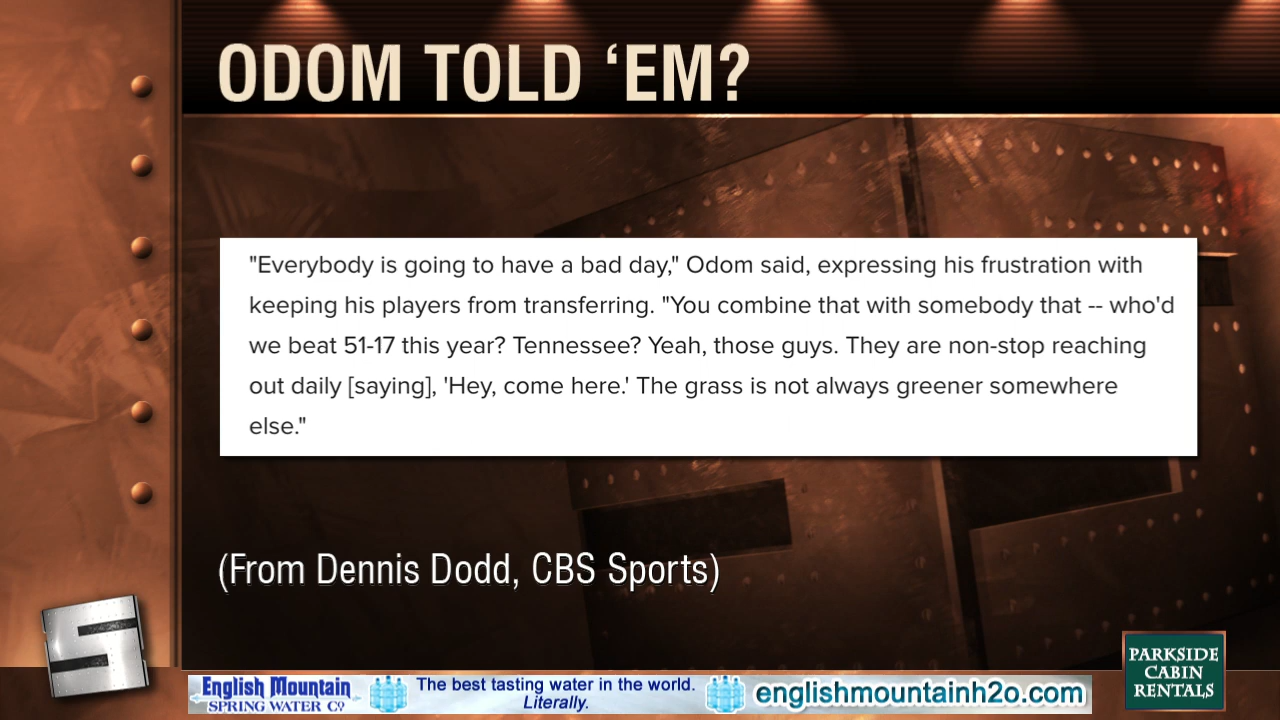 ODOM TOLD ‘EM?
"Everybody is going to have a bad day," Odom said, expressing his frustration with
keeping his players from transferring. "You combine that with somebody that -- who'd
we beat 51-17 this year? Tennessee? Yeah, those guys. They are non-stop reaching
out daily [saying], 'Hey, come here.' The grass is not always greener somewhere
else."
(From Dennis Dodd, CBS Sports)
S
English Mountain
SPRING WATER Cº
The best tasting water in the world.
Literally.
englishmountainh2o.com
PARKSIDE
CABIN
RENTALS